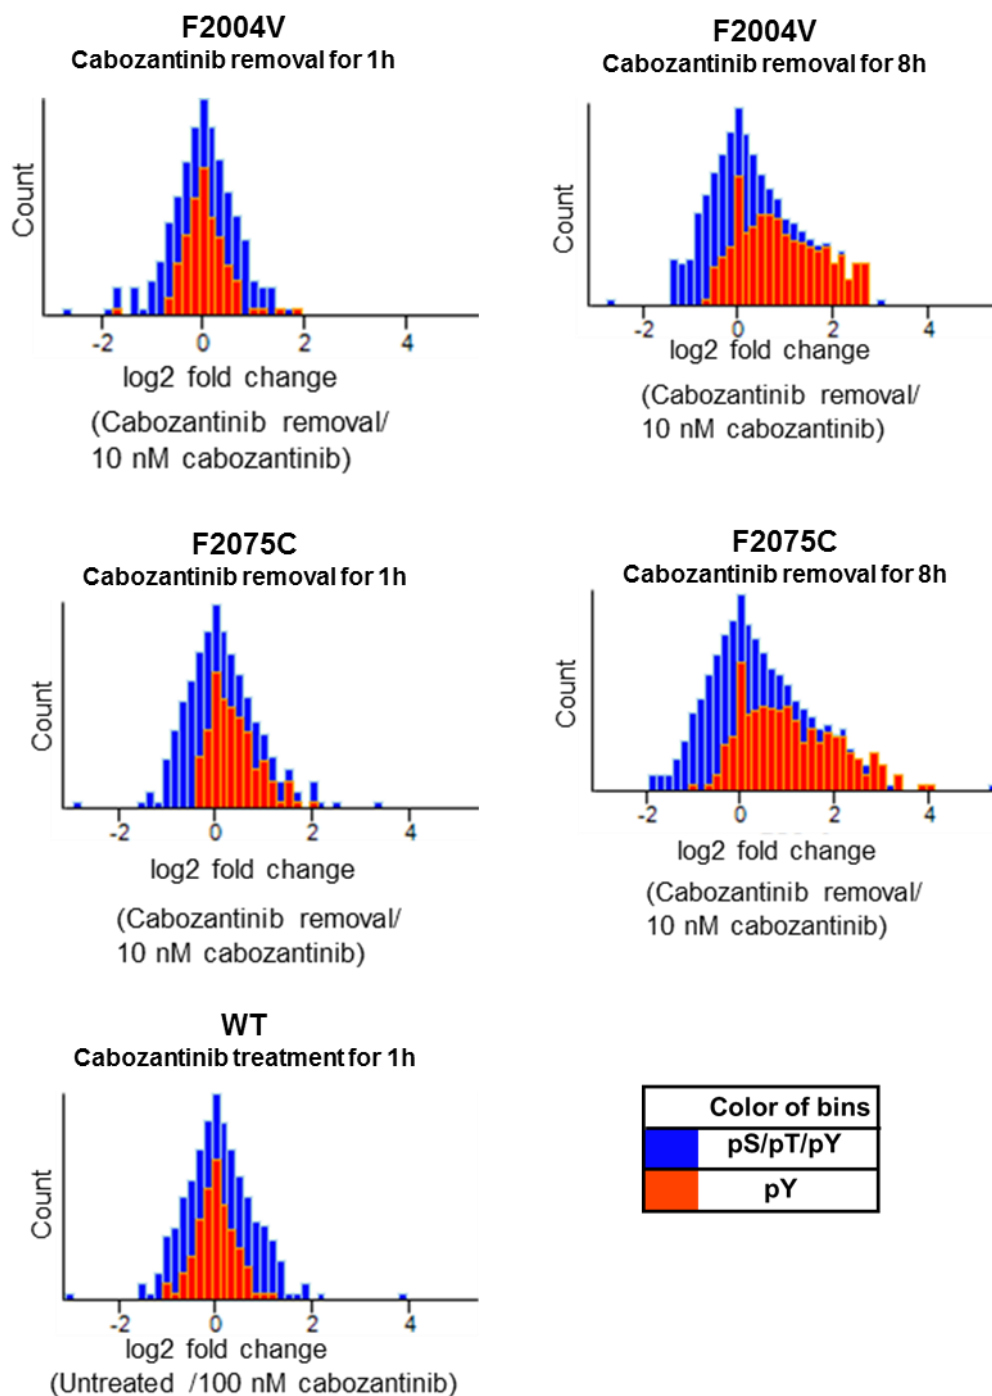 F2004V
Cabozantinib removal for 1h
Count
-2 0 2 4
log2 fold change
(Cabozantinib removal/
10 nM cabozantinib)
F2004V
Cabozantinib removal for 8h
Count
-2 0 2 4
log2 fold change
(Cabozantinib removal/
10 nM cabozantinib)
F2075C
Cabozantinib removal for 1h
Count
-2 0 2 4
log2 fold change
(Cabozantinib removal/
10 nM cabozantinib)
F2075C
Cabozantinib removal for 8h
Count
-2 0 2 4
log2 fold change
(Cabozantinib removal/
10 nM cabozantinib)
WT
Cabozantinib treatment for 1h
Count
-2 0 2 4
log2 fold change
(Untreated /100 nM cabozantinib)
Color of bins
pS/pT/pY
pY